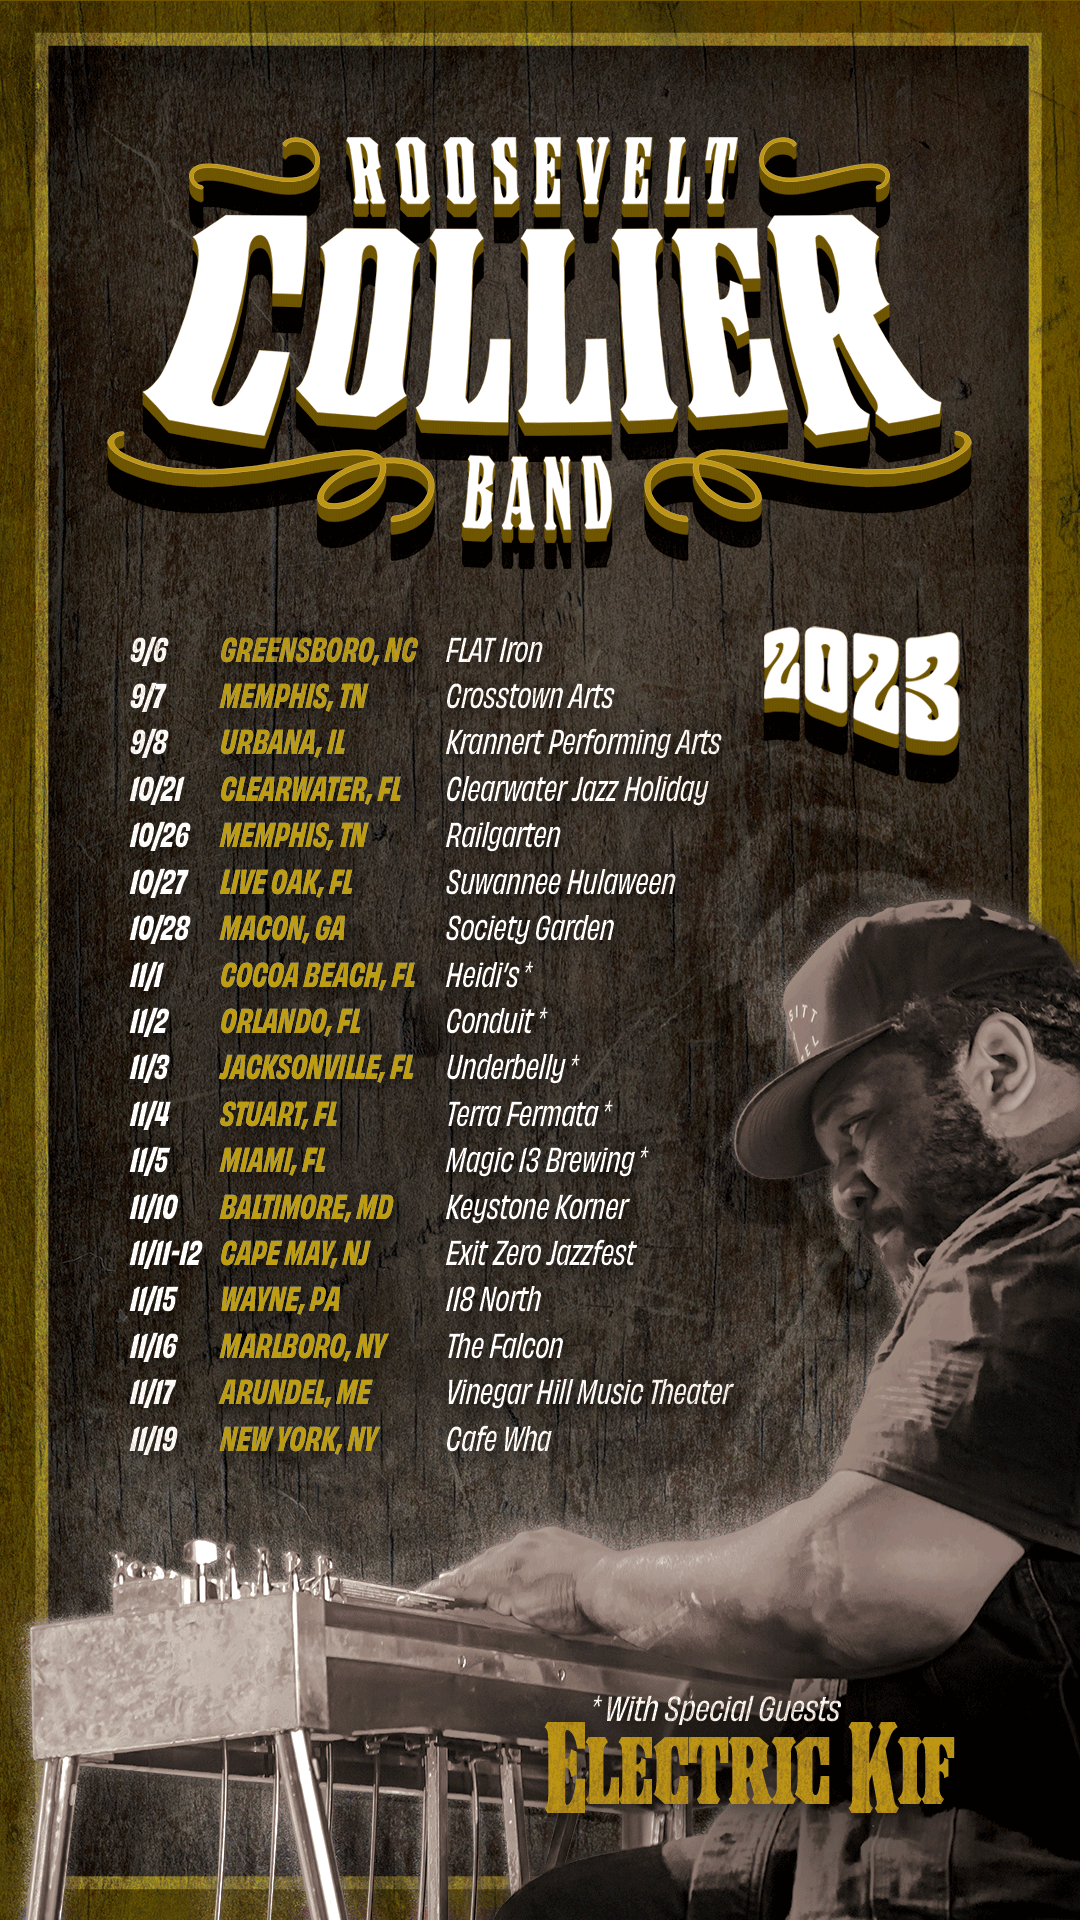 ROOSEVELT
COLLIER
BAND
2023
9/6 GREENSBORO, NC FLAT Iron
9/7 MEMPHIS, TN Crosstown Arts
9/8 URBANA, IL Krannert Performing Arts
10/21 CLEARWATER, FL Clearwater Jazz Holiday
10/26 MEMPHIS, TN Railgarten
10/27 LIVE OAK, FL Suwannee Hulaween
10/28 MACON, GA Society Garden
11/1 COCOA BEACH, FL Heidi's *
11/2 ORLANDO, FL Conduit *
11/3 JACKSONVILLE, FL Underbelly *
11/4 STUART, FL Terra Fermata *
11/5 MIAMI, FL Magic 13 Brewing *
11/10 BALTIMORE, MD Keystone Korner
11/11-12 CAPE MAY, NJ Exit Zero Jazzfest
11/15 WAYNE, PA 118 North
11/16 MARLBORO, NY The Falcon
11/17 ARUNDEL, ME Vinegar Hill Music Theater
11/19 NEW YORK, NY Cafe Wha
* With Special Guests
ELECTRIC KIF